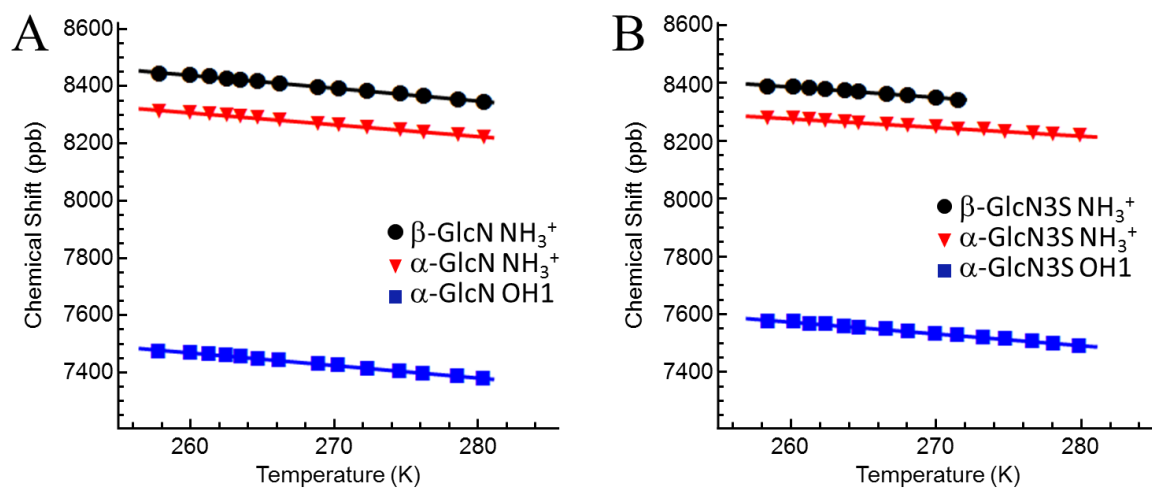 A
Chemical Shift (ppb)
8600
8400
8200
8000
7800
7600
7400
β-GlcN NH₃⁺
α-GlcN NH₃⁺
α-GlcN OH1
260 270 280
Temperature (K)
B
Chemical Shift (ppb)
8600
8400
8200
8000
7800
7600
7400
β-GlcN3S NH₃⁺
α-GlcN3S NH₃⁺
α-GlcN3S OH1
260 270 280
Temperature (K)